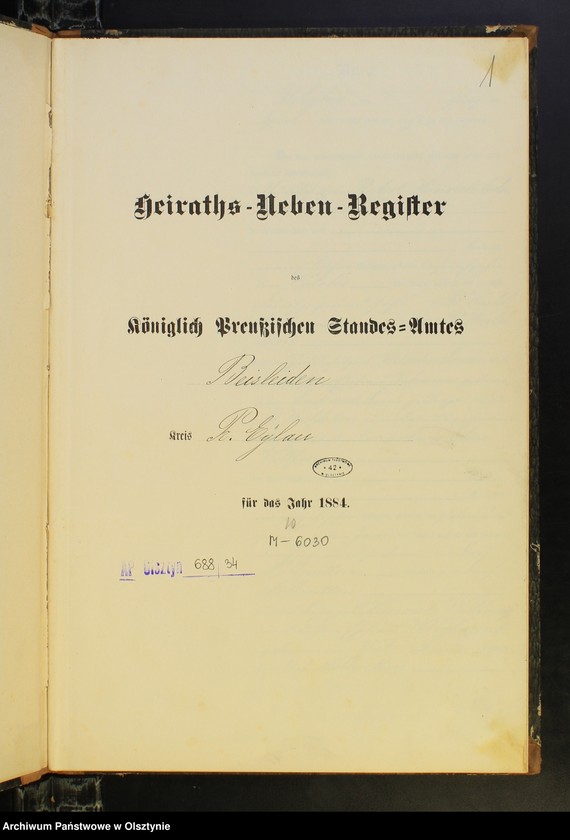 1
Heiraths-Neben-Register
des
Königlich Preußischen Standes-Amtes
Beisleiden
Kreis Pr. Eylau
42
für das Jahr 1884.
10
M-6030
AP Olsztyn 688/34
Archiwum Państwowe w Olsztynie